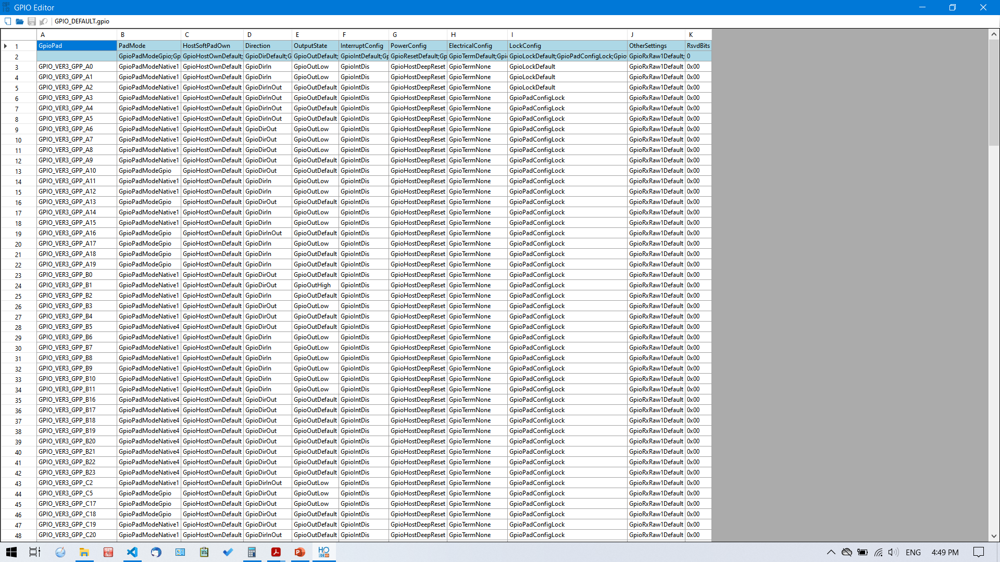 GPIO Editor
GPIO_DEFAULT.gpio
A B C D E F G H I J K
1 GpioPad PadMode HostSoftPadOwn Direction OutputState InterruptConfig PowerConfig ElectricalConfig LockConfig OtherSettings RsvdBits
2 GpioPadModeGpio;Gp GpioHostOwnDefault; GpioDirDefault;G GpioOutDefault; GpioIntDefault;Gp GpioResetDefault;Gp GpioTermDefault;Gpi GpioLockDefault;GpioPadConfigLock;Gpio GpioRxRaw1Default; 0
3 GPIO_VER3_GPP_A0 GpioPadModeNative1 GpioHostOwnDefault GpioDirIn GpioOutLow GpioIntDis GpioHostDeepReset GpioTermNone GpioLockDefault GpioRxRaw1Default 0x00
4 GPIO_VER3_GPP_A1 GpioPadModeNative1 GpioHostOwnDefault GpioDirIn GpioOutLow GpioIntDis GpioHostDeepReset GpioTermNone GpioLockDefault GpioRxRaw1Default 0x00
5 GPIO_VER3_GPP_A2 GpioPadModeNative1 GpioHostOwnDefault GpioDirInOut GpioOutDefault GpioIntDis GpioHostDeepReset GpioTermNone GpioLockDefault GpioRxRaw1Default 0x00
6 GPIO_VER3_GPP_A3 GpioPadModeNative1 GpioHostOwnDefault GpioDirInOut GpioOutDefault GpioIntDis GpioHostDeepReset GpioTermNone GpioPadConfigLock GpioRxRaw1Default 0x00
7 GPIO_VER3_GPP_A4 GpioPadModeNative1 GpioHostOwnDefault GpioDirInOut GpioOutDefault GpioIntDis GpioHostDeepReset GpioTermNone GpioPadConfigLock GpioRxRaw1Default 0x00
8 GPIO_VER3_GPP_A5 GpioPadModeNative1 GpioHostOwnDefault GpioDirInOut GpioOutDefault GpioIntDis GpioHostDeepReset GpioTermNone GpioPadConfigLock GpioRxRaw1Default 0x00
9 GPIO_VER3_GPP_A6 GpioPadModeNative1 GpioHostOwnDefault GpioDirOut GpioOutLow GpioIntDis GpioHostDeepReset GpioTermNone GpioPadConfigLock GpioRxRaw1Default 0x00
10 GPIO_VER3_GPP_A7 GpioPadModeNative1 GpioHostOwnDefault GpioDirOut GpioOutLow GpioIntDis GpioHostDeepReset GpioTermNone GpioPadConfigLock GpioRxRaw1Default 0x00
11 GPIO_VER3_GPP_A8 GpioPadModeNative1 GpioHostOwnDefault GpioDirOut GpioOutLow GpioIntDis GpioHostDeepReset GpioTermNone GpioPadConfigLock GpioRxRaw1Default 0x00
12 GPIO_VER3_GPP_A9 GpioPadModeNative1 GpioHostOwnDefault GpioDirOut GpioOutDefault GpioIntDis GpioHostDeepReset GpioTermNone GpioPadConfigLock GpioRxRaw1Default 0x00
13 GPIO_VER3_GPP_A10 GpioPadModeGpio GpioHostOwnDefault GpioDirOut GpioOutDefault GpioIntDis GpioHostDeepReset GpioTermNone GpioPadConfigLock GpioRxRaw1Default 0x00
14 GPIO_VER3_GPP_A11 GpioPadModeNative1 GpioHostOwnDefault GpioDirIn GpioOutLow GpioIntDis GpioHostDeepReset GpioTermNone GpioPadConfigLock GpioRxRaw1Default 0x00
15 GPIO_VER3_GPP_A12 GpioPadModeNative1 GpioHostOwnDefault GpioDirIn GpioOutLow GpioIntDis GpioHostDeepReset GpioTermNone GpioPadConfigLock GpioRxRaw1Default 0x00
16 GPIO_VER3_GPP_A13 GpioPadModeGpio GpioHostOwnDefault GpioDirOut GpioOutDefault GpioIntDis GpioHostDeepReset GpioTermNone GpioPadConfigLock GpioRxRaw1Default 0x00
17 GPIO_VER3_GPP_A14 GpioPadModeNative1 GpioHostOwnDefault GpioDirIn GpioOutLow GpioIntDis GpioHostDeepReset GpioTermNone GpioPadConfigLock GpioRxRaw1Default 0x00
18 GPIO_VER3_GPP_A15 GpioPadModeNative1 GpioHostOwnDefault GpioDirIn GpioOutLow GpioIntDis GpioHostDeepReset GpioTermNone GpioPadConfigLock GpioRxRaw1Default 0x00
19 GPIO_VER3_GPP_A16 GpioPadModeGpio GpioHostOwnDefault GpioDirInOut GpioOutDefault GpioIntDis GpioHostDeepReset GpioTermNone GpioPadConfigLock GpioRxRaw1Default 0x00
20 GPIO_VER3_GPP_A17 GpioPadModeGpio GpioHostOwnDefault GpioDirIn GpioOutLow GpioIntDis GpioHostDeepReset GpioTermNone GpioPadConfigLock GpioRxRaw1Default 0x00
21 GPIO_VER3_GPP_A18 GpioPadModeGpio GpioHostOwnDefault GpioDirIn GpioOutDefault GpioIntDis GpioHostDeepReset GpioTermNone GpioPadConfigLock GpioRxRaw1Default 0x00
22 GPIO_VER3_GPP_A19 GpioPadModeGpio GpioHostOwnDefault GpioDirIn GpioOutDefault GpioIntDis GpioHostDeepReset GpioTermNone GpioPadConfigLock GpioRxRaw1Default 0x00
23 GPIO_VER3_GPP_B0 GpioPadModeNative1 GpioHostOwnDefault GpioDirOut GpioOutDefault GpioIntDis GpioHostDeepReset GpioTermNone GpioPadConfigLock GpioRxRaw1Default 0x00
24 GPIO_VER3_GPP_B1 GpioPadModeNative1 GpioHostOwnDefault GpioDirOut GpioOutHigh GpioIntDis GpioHostDeepReset GpioTermNone GpioPadConfigLock GpioRxRaw1Default 0x00
25 GPIO_VER3_GPP_B2 GpioPadModeNative1 GpioHostOwnDefault GpioDirIn GpioOutDefault GpioIntDis GpioHostDeepReset GpioTermNone GpioPadConfigLock GpioRxRaw1Default 0x00
26 GPIO_VER3_GPP_B3 GpioPadModeNative1 GpioHostOwnDefault GpioDirOut GpioOutLow GpioIntDis GpioHostDeepReset GpioTermNone GpioPadConfigLock GpioRxRaw1Default 0x00
27 GPIO_VER3_GPP_B4 GpioPadModeNative1 GpioHostOwnDefault GpioDirOut GpioOutDefault GpioIntDis GpioHostDeepReset GpioTermNone GpioPadConfigLock GpioRxRaw1Default 0x00
28 GPIO_VER3_GPP_B5 GpioPadModeNative4 GpioHostOwnDefault GpioDirOut GpioOutDefault GpioIntDis GpioHostDeepReset GpioTermNone GpioPadConfigLock GpioRxRaw1Default 0x00
29 GPIO_VER3_GPP_B6 GpioPadModeNative1 GpioHostOwnDefault GpioDirIn GpioOutLow GpioIntDis GpioHostDeepReset GpioTermNone GpioPadConfigLock GpioRxRaw1Default 0x00
30 GPIO_VER3_GPP_B7 GpioPadModeNative1 GpioHostOwnDefault GpioDirIn GpioOutLow GpioIntDis GpioHostDeepReset GpioTermNone GpioPadConfigLock GpioRxRaw1Default 0x00
31 GPIO_VER3_GPP_B8 GpioPadModeNative1 GpioHostOwnDefault GpioDirIn GpioOutLow GpioIntDis GpioHostDeepReset GpioTermNone GpioPadConfigLock GpioRxRaw1Default 0x00
32 GPIO_VER3_GPP_B9 GpioPadModeNative1 GpioHostOwnDefault GpioDirIn GpioOutLow GpioIntDis GpioHostDeepReset GpioTermNone GpioPadConfigLock GpioRxRaw1Default 0x00
33 GPIO_VER3_GPP_B10 GpioPadModeNative1 GpioHostOwnDefault GpioDirIn GpioOutLow GpioIntDis GpioHostDeepReset GpioTermNone GpioPadConfigLock GpioRxRaw1Default 0x00
34 GPIO_VER3_GPP_B11 GpioPadModeNative1 GpioHostOwnDefault GpioDirIn GpioOutLow GpioIntDis GpioHostDeepReset GpioTermNone GpioPadConfigLock GpioRxRaw1Default 0x00
35 GPIO_VER3_GPP_B16 GpioPadModeNative4 GpioHostOwnDefault GpioDirOut GpioOutDefault GpioIntDis GpioHostDeepReset GpioTermNone GpioPadConfigLock GpioRxRaw1Default 0x00
36 GPIO_VER3_GPP_B17 GpioPadModeNative4 GpioHostOwnDefault GpioDirOut GpioOutDefault GpioIntDis GpioHostDeepReset GpioTermNone GpioPadConfigLock GpioRxRaw1Default 0x00
37 GPIO_VER3_GPP_B18 GpioPadModeNative4 GpioHostOwnDefault GpioDirOut GpioOutDefault GpioIntDis GpioHostDeepReset GpioTermNone GpioPadConfigLock GpioRxRaw1Default 0x00
38 GPIO_VER3_GPP_B19 GpioPadModeNative4 GpioHostOwnDefault GpioDirOut GpioOutDefault GpioIntDis GpioHostDeepReset GpioTermNone GpioPadConfigLock GpioRxRaw1Default 0x00
39 GPIO_VER3_GPP_B20 GpioPadModeNative4 GpioHostOwnDefault GpioDirOut GpioOutDefault GpioIntDis GpioHostDeepReset GpioTermNone GpioPadConfigLock GpioRxRaw1Default 0x00
40 GPIO_VER3_GPP_B21 GpioPadModeNative4 GpioHostOwnDefault GpioDirOut GpioOutDefault GpioIntDis GpioHostDeepReset GpioTermNone GpioPadConfigLock GpioRxRaw1Default 0x00
41 GPIO_VER3_GPP_B22 GpioPadModeNative4 GpioHostOwnDefault GpioDirOut GpioOutDefault GpioIntDis GpioHostDeepReset GpioTermNone GpioPadConfigLock GpioRxRaw1Default 0x00
42 GPIO_VER3_GPP_B23 GpioPadModeNative4 GpioHostOwnDefault GpioDirOut GpioOutDefault GpioIntDis GpioHostDeepReset GpioTermNone GpioPadConfigLock GpioRxRaw1Default 0x00
43 GPIO_VER3_GPP_C2 GpioPadModeNative1 GpioHostOwnDefault GpioDirInOut GpioOutLow GpioIntDis GpioHostDeepReset GpioTermNone GpioPadConfigLock GpioRxRaw1Default 0x00
44 GPIO_VER3_GPP_C5 GpioPadModeGpio GpioHostOwnDefault GpioDirOut GpioOutLow GpioIntDis GpioHostDeepReset GpioTermNone GpioPadConfigLock GpioRxRaw1Default 0x00
45 GPIO_VER3_GPP_C17 GpioPadModeGpio GpioHostOwnDefault GpioDirOut GpioOutLow GpioIntDis GpioHostDeepReset GpioTermNone GpioPadConfigLock GpioRxRaw1Default 0x00
46 GPIO_VER3_GPP_C18 GpioPadModeGpio GpioHostOwnDefault GpioDirOut GpioOutDefault GpioIntDis GpioHostDeepReset GpioTermNone GpioPadConfigLock GpioRxRaw1Default 0x00
47 GPIO_VER3_GPP_C19 GpioPadModeNative1 GpioHostOwnDefault GpioDirOut GpioOutDefault GpioIntDis GpioHostDeepReset GpioTermNone GpioPadConfigLock GpioRxRaw1Default 0x00
48 GPIO_VER3_GPP_C20 GpioPadModeNative1 GpioHostOwnDefault GpioDirInOut GpioOutDefault GpioIntDis GpioHostDeepReset GpioTermNone GpioPadConfigLock GpioRxRaw1Default 0x00
ENG 4:49 PM